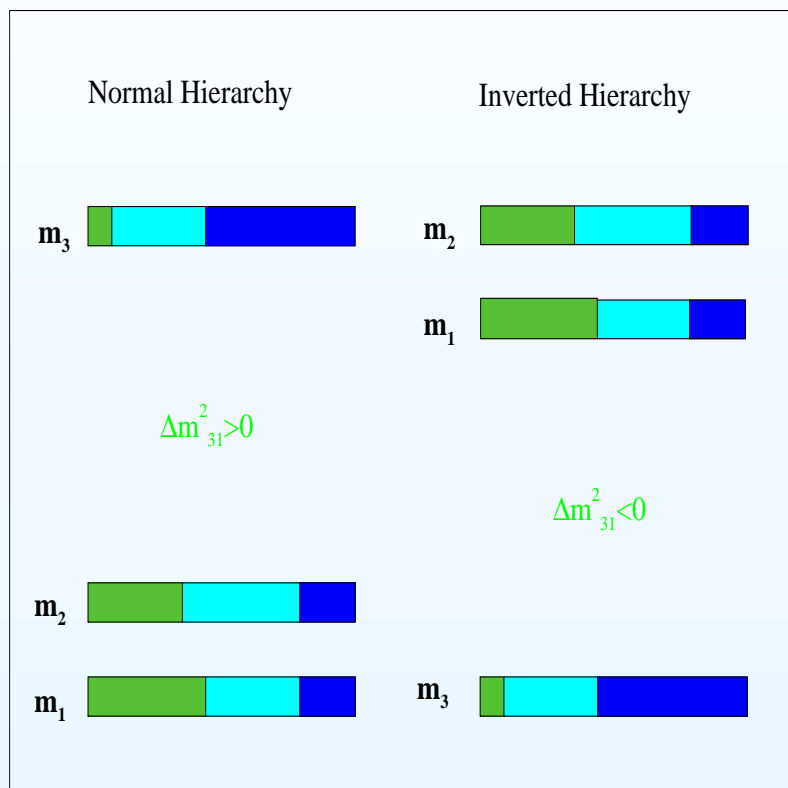 Normal Hierarchy
Inverted Hierarchy
m₃
m₂
m₁
Δm²₃₁>0
Δm²₃₁<0
m₂
m₁
m₃